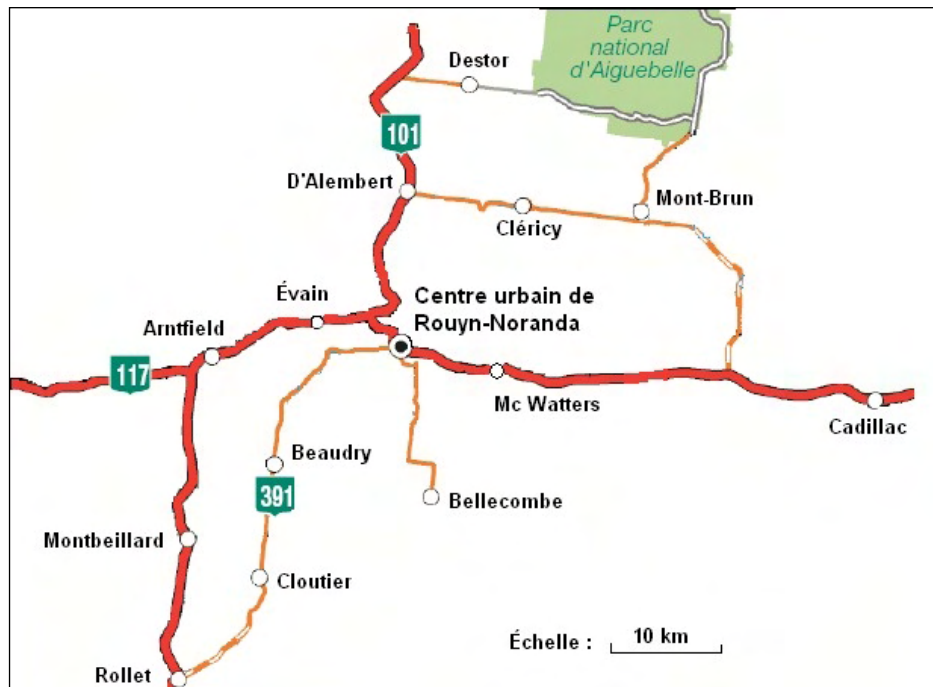 Parc
national
d'Aiguebelle
Destor
101
D'Alembert
Mont-Brun
Cléricy
Évain
Centre urbain de
Rouyn-Noranda
Arntfield
117
Mc Watters
Cadillac
Beaudry
391
Bellecombe
Montbeillard
Cloutier
Échelle : 10 km
Rollet